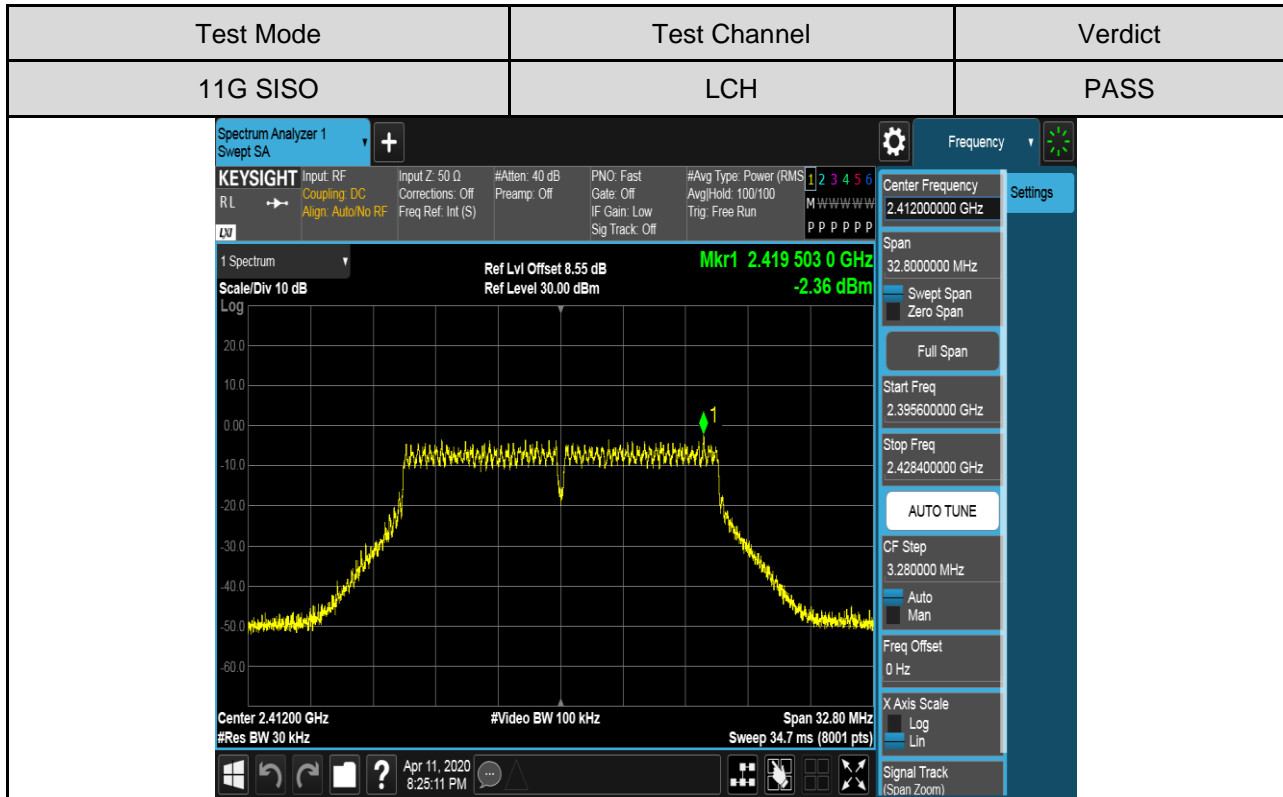 Test Mode Test Channel Verdict
11G SISO LCH PASS
Spectrum Analyzer 1
Swept SA
+
Frequency
KEYSIGHT Input: RF Input Z: 50 Ω #Atten: 40 dB PNO: Fast #Avg Type: Power (RMS 1 2 3 4 5 6
RL Coupling: DC Corrections: Off Preamp: Off Gate: Off Avg|Hold: 100/100 M W W W W W
Align: Auto/No RF Freq Ref: Int (S) IF Gain: Low Trig: Free Run
LXI Sig Track: Off P P P P P P
1 Spectrum Ref Lvl Offset 8.55 dB Mkr1 2.419 503 0 GHz
Scale/Div 10 dB Ref Level 30.00 dBm -2.36 dBm
Log
20.0
10.0
0.00
1
-10.0
-20.0
-30.0
-40.0
-50.0
-60.0
Center 2.41200 GHz #Video BW 100 kHz Span 32.80 MHz
#Res BW 30 kHz Sweep 34.7 ms (8001 pts)
? Apr 11, 2020
8:25:11 PM
Center Frequency
2.412000000 GHz
Settings
Span
32.8000000 MHz
Swept Span
Zero Span
Full Span
Start Freq
2.395600000 GHz
Stop Freq
2.428400000 GHz
AUTO TUNE
CF Step
3.280000 MHz
Auto
Man
Freq Offset
0 Hz
X Axis Scale
Log
Lin
Signal Track
(Span Zoom)